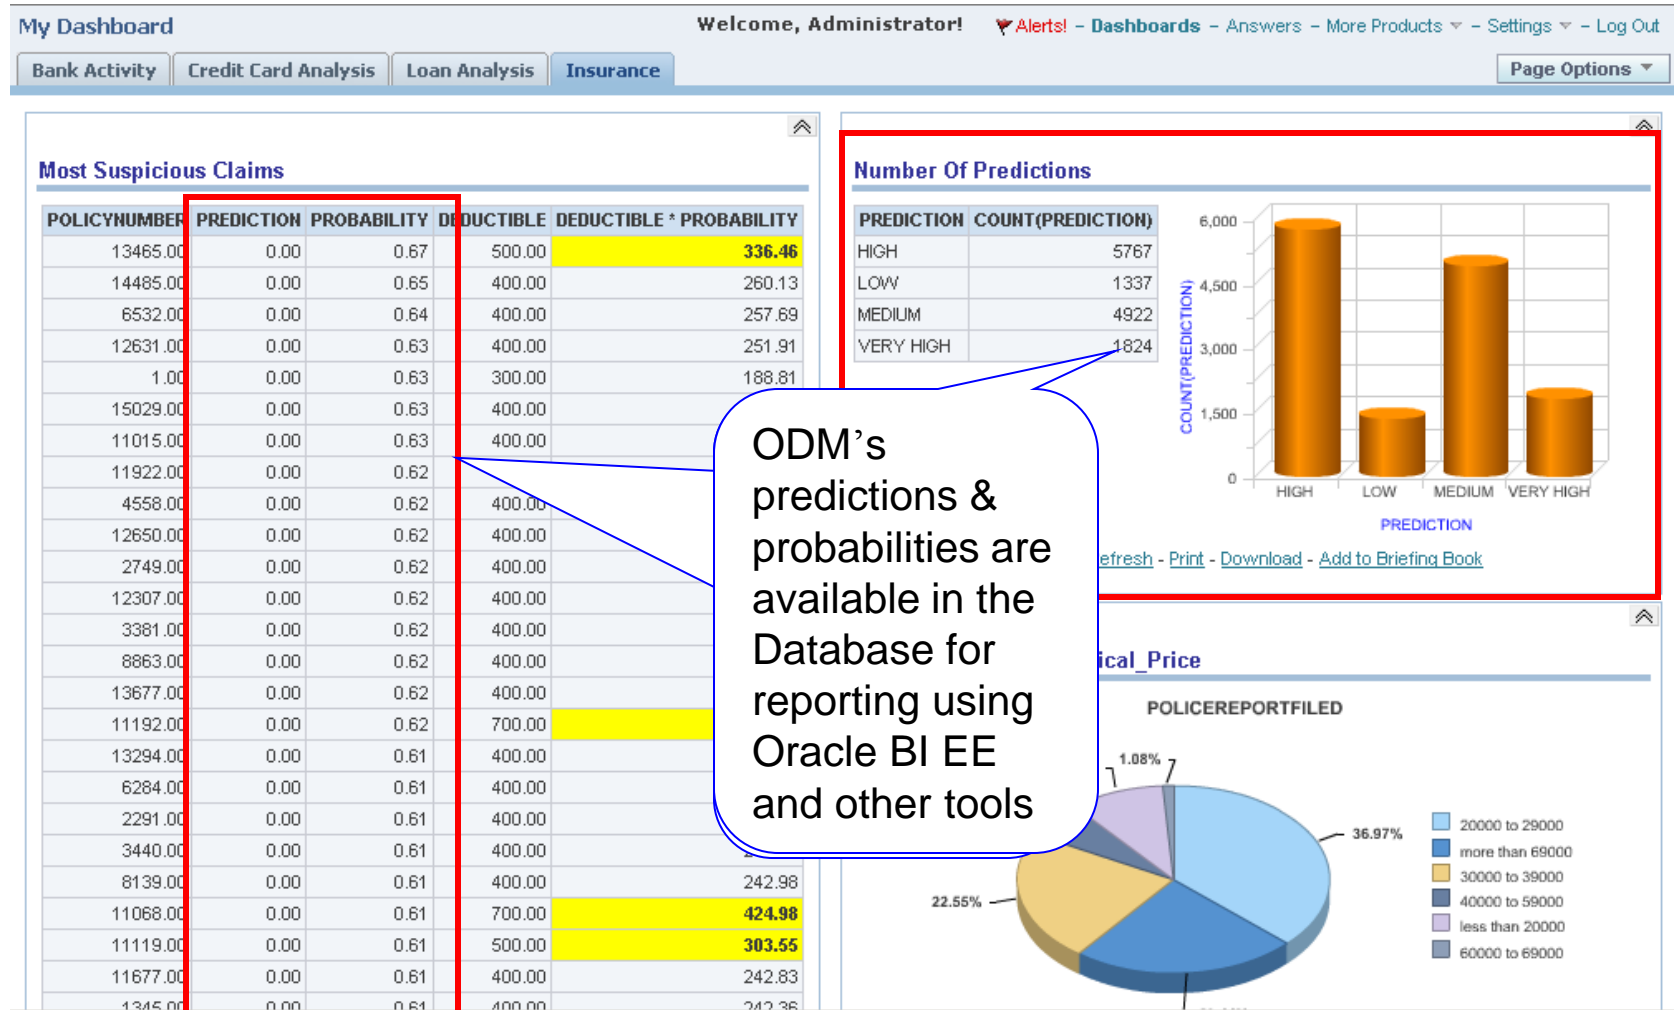 My Dashboard
Welcome, Administrator! Alerts! - Dashboards - Answers - More Products - Settings - Log Out
Bank Activity Credit Card Analysis Loan Analysis Insurance
Page Options
Most Suspicious Claims
POLICYNUMBER PREDICTION PROBABILITY DEDUCTIBLE DEDUCTIBLE * PROBABILITY
13465.00 0.00 0.67 500.00 336.46
14485.00 0.00 0.65 400.00 260.13
6532.00 0.00 0.64 400.00 257.69
12631.00 0.00 0.63 400.00 251.91
1.00 0.00 0.63 300.00 188.81
15029.00 0.00 0.63 400.00
11015.00 0.00 0.63 400.00
11922.00 0.00 0.62
4558.00 0.00 0.62 400.00
12650.00 0.00 0.62 400.00
2749.00 0.00 0.62 400.00
12307.00 0.00 0.62 400.00
3381.00 0.00 0.62 400.00
8863.00 0.00 0.62 400.00
13677.00 0.00 0.62 400.00
11192.00 0.00 0.62 700.00
13294.00 0.00 0.61 400.00
6284.00 0.00 0.61 400.00
2291.00 0.00 0.61 400.00
3440.00 0.00 0.61 400.00
8139.00 0.00 0.61 400.00 242.98
11068.00 0.00 0.61 700.00 424.98
11119.00 0.00 0.61 500.00 303.55
11677.00 0.00 0.61 400.00 242.83
1345.00 0.00 0.61 400.00 242.36
ODM's
predictions &
probabilities are
available in the
Database for
reporting using
Oracle BI EE
and other tools
Number Of Predictions
PREDICTION COUNT(PREDICTION)
HIGH 5767
LOW 1337
MEDIUM 4922
VERY HIGH 1824
COUNT(PREDICTION)
6,000
4,500
3,000
1,500
0
HIGH LOW MEDIUM VERY HIGH
PREDICTION
efresh - Print - Download - Add to Briefing Book
ical_Price
POLICEREPORTFILED
1.08%
36.97%
22.55%
20000 to 29000
more than 69000
30000 to 39000
40000 to 59000
less than 20000
60000 to 69000